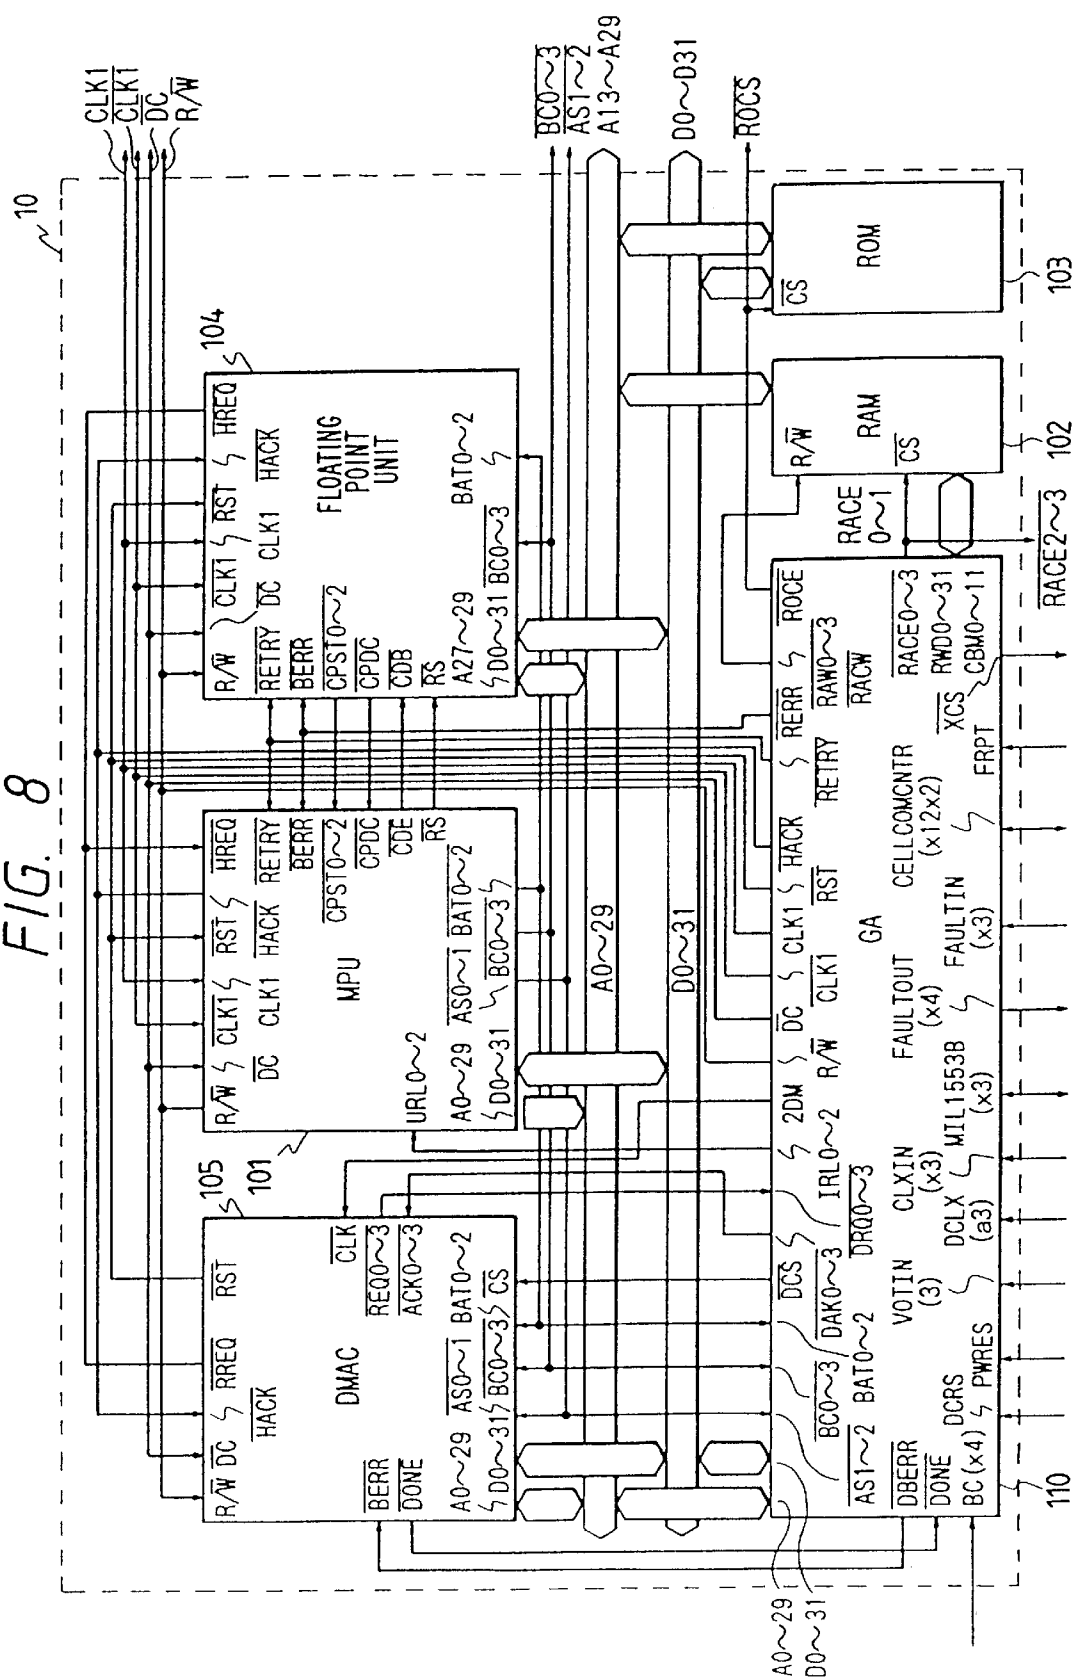 FIG. 8
10
CLK1
CLK1
DC
R/W
BC0~3
AS1~2
A13~A29
D0~D31
ROCS
105
R/W
DC
HACK
RREQ
RST
DMAC
BERR
DONE
CLK
REQ0~3
ACK0~3
A0~29
AS0~1
BAT0~2
D0~31
BC0~3
CS
101
R/W
DC
CLK1
CLK1
RST
HACK
HREQ
MPU
RETRY
BERR
CPST0~2
CPDC
CDE
RS
URL0~2
A0~29
AS0~1
BAT0~2
D0~31
BC0~3
104
R/W
DC
CLK1
CLK1
RST
HACK
HREQ
FLOATING
POINT
UNIT
RETRY
BERR
CPST0~2
CPDC
CDB
RS
A27~29
D0~31
BC0~3
BAT0~2
A0~29
D0~31
ROM
CS
103
RAM
R/W
CS
102
RACE
0~1
RACE2~3
110
GA
A0~29
D0~31
AS1~2
BC0~3
BAT0~2
DAK0~3
DCS
DRQ0~3
IRL0~2
2DM
R/W
DC
CLK1
CLK1
RST
HACK
RETRY
RERR
RAW0~3
RACW
ROCE
RACE0~3
RWD0~31
CBM0~11
DBERR
DONE
BC(x4)
DCRS
PWRES
VOTIN
(3)
DCLX
(a3)
CLXIN
(x3)
MIL1553B
(x3)
FAULTOUT
(x4)
FAULTIN
(x3)
CELLCOMCNTR
(x12x2)
FRPT
XCS